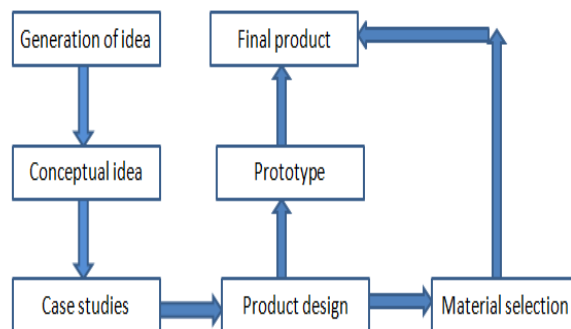 Generation of idea
Final product
Conceptual idea
Prototype
Case studies
Product design
Material selection